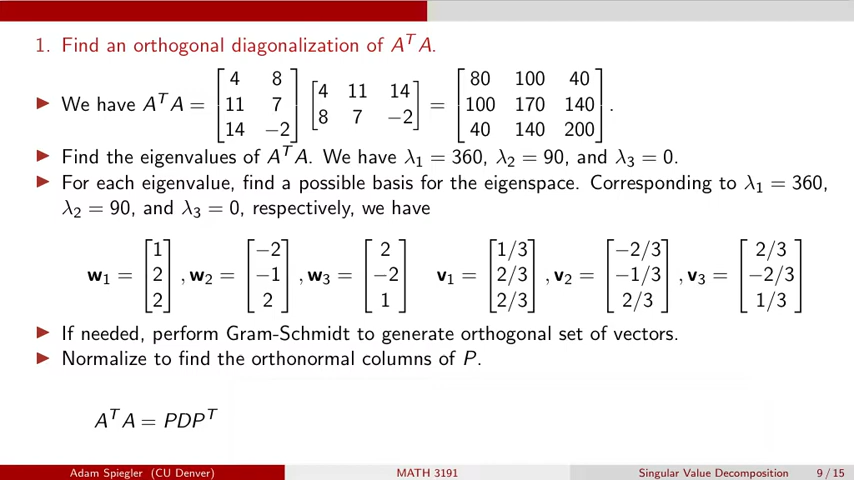 1. Find an orthogonal diagonalization of AᵀA.
▶ We have AᵀA = [4 8; 11 7; 14 −2] [4 11 14; 8 7 −2] = [80 100 40; 100 170 140; 40 140 200].
▶ Find the eigenvalues of AᵀA. We have λ₁ = 360, λ₂ = 90, and λ₃ = 0.
▶ For each eigenvalue, find a possible basis for the eigenspace. Corresponding to λ₁ = 360,
λ₂ = 90, and λ₃ = 0, respectively, we have
w₁ = [1; 2; 2], w₂ = [−2; −1; 2], w₃ = [2; −2; 1] v₁ = [1/3; 2/3; 2/3], v₂ = [−2/3; −1/3; 2/3], v₃ = [2/3; −2/3; 1/3]
▶ If needed, perform Gram-Schmidt to generate orthogonal set of vectors.
▶ Normalize to find the orthonormal columns of P.
AᵀA = PDPᵀ
Adam Spiegler (CU Denver) MATH 3191 Singular Value Decomposition 9 / 15